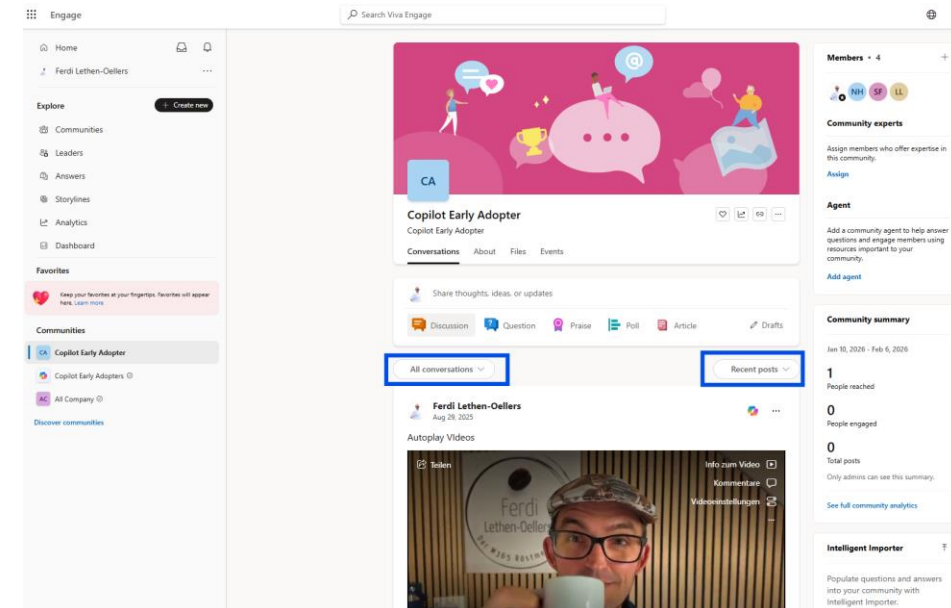 Engage
Search Viva Engage
Home
Ferdi Lethen-Oellers
Explore
+ Create new
Communities
Leaders
Answers
Storylines
Analytics
Dashboard
Favorites
Keep your favorites at your fingertips. Favorites will appear
here. Learn more
Communities
CA Copilot Early Adopter
Copilot Early Adopters
AC All Company
Discover communities
CA
Copilot Early Adopter
Copilot Early Adopter
Conversations About Files Events
Share thoughts, ideas, or updates
Discussion Question Praise Poll Article Drafts
All conversations Recent posts
Ferdi Lethen-Oellers
Aug 29, 2025
Autoplay VIdeos
Teilen
Info zum Video
Kommentare
Videoeinstellungen
Ferdi
Lethen-Oellers
Der M365 Röstm
Members • 4
NH SF LL
Community experts
Assign members who offer expertise in
this community.
Assign
Agent
Add a community agent to help answer
questions and engage members using
resources important to your
community.
Add agent
Community summary
Jan 10, 2026 - Feb 6, 2026
1
People reached
0
People engaged
0
Total posts
Only admins can see this summary.
See full community analytics
Intelligent Importer
Populate questions and answers
into your community with
Intelligent Importer.